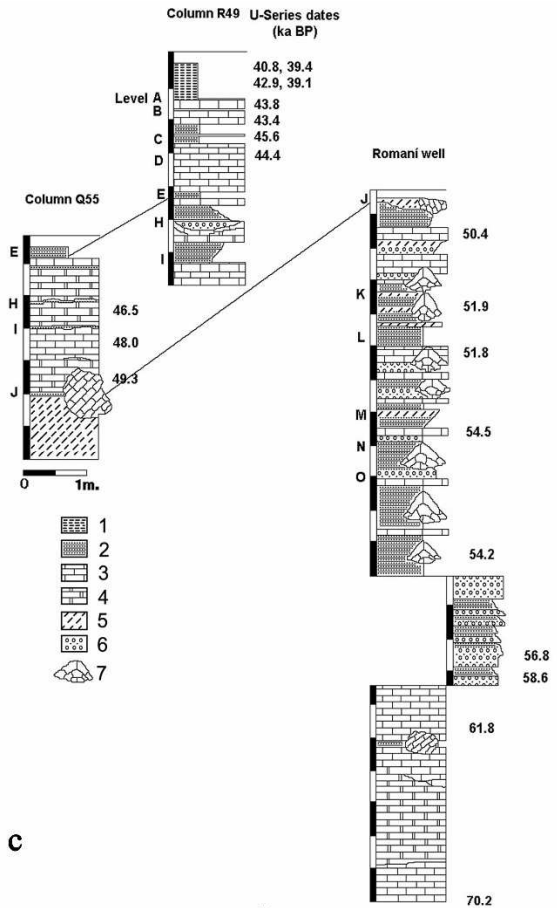 Column R49 U-Series dates
(ka BP)
40.8, 39.4
42.9, 39.1
Level A
43.8
B
43.4
C
45.6
D
44.4
E
H
I
Column Q55
E
H
46.5
I
48.0
49.3
J
0 1m.
1
2
3
4
5
6
7
Romaní well
J
50.4
K
51.9
L
51.8
M
54.5
N
O
54.2
56.8
58.6
61.8
70.2
c